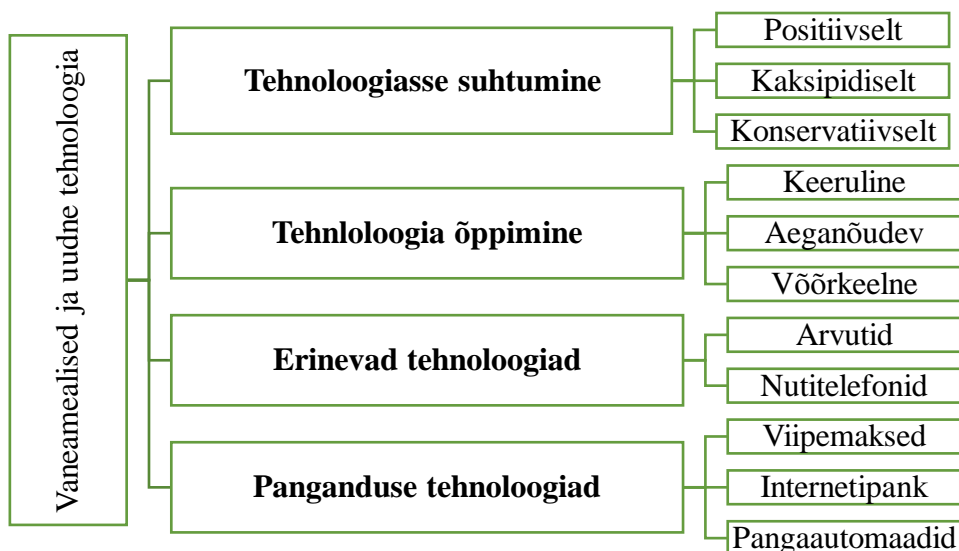 Vaneamealised ja uudne tehnoloogia
Tehnoloogiasse suhtumine
Positiivselt
Kaksipidiselt
Konservatiivselt
Tehnloloogia õppimine
Keeruline
Aeganõudev
Võõrkeelne
Erinevad tehnoloogiad
Arvutid
Nutitelefonid
Panganduse tehnoloogiad
Viipemaksed
Internetipank
Pangaautomaadid